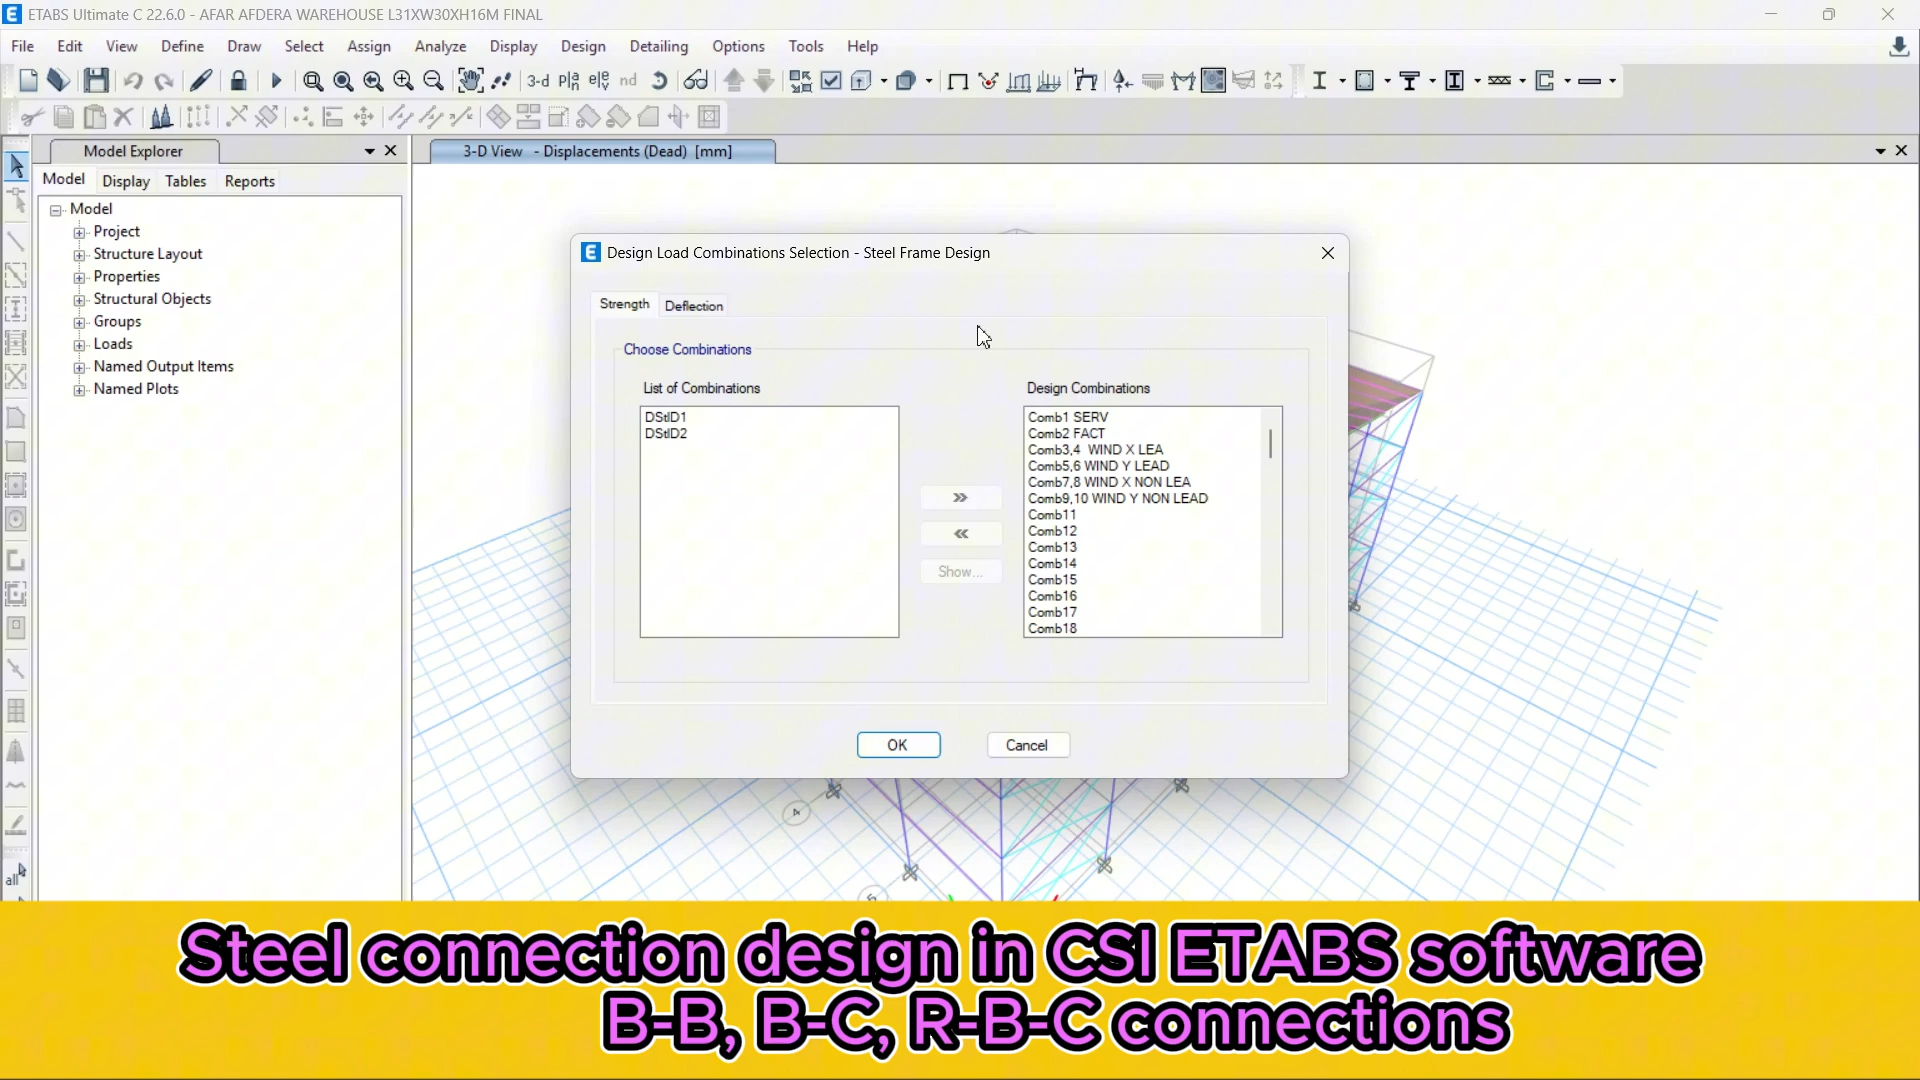 ETABS Ultimate C 22.6.0 - AFAR AFDERA WAREHOUSE L31XW30XH16M FINAL
File Edit View Define Draw Select Assign Analyze Display Design Detailing Options Tools Help
3-d pla ele nd
Model Explorer
3-D View - Displacements (Dead) [mm]
Model Display Tables Reports
Model
Project
Structure Layout
Properties
Structural Objects
Groups
Loads
Named Output Items
Named Plots
Design Load Combinations Selection - Steel Frame Design
Strength Deflection
Choose Combinations
List of Combinations
DStlD1
DStlD2
>>
<<
Show...
Design Combinations
Comb1 SERV
Comb2 FACT
Comb3,4 WIND X LEA
Comb5,6 WIND Y LEAD
Comb7,8 WIND X NON LEA
Comb9,10 WIND Y NON LEAD
Comb11
Comb12
Comb13
Comb14
Comb15
Comb16
Comb17
Comb18
OK Cancel
all
Steel connection design in CSI ETABS software
B-B, B-C, R-B-C connections